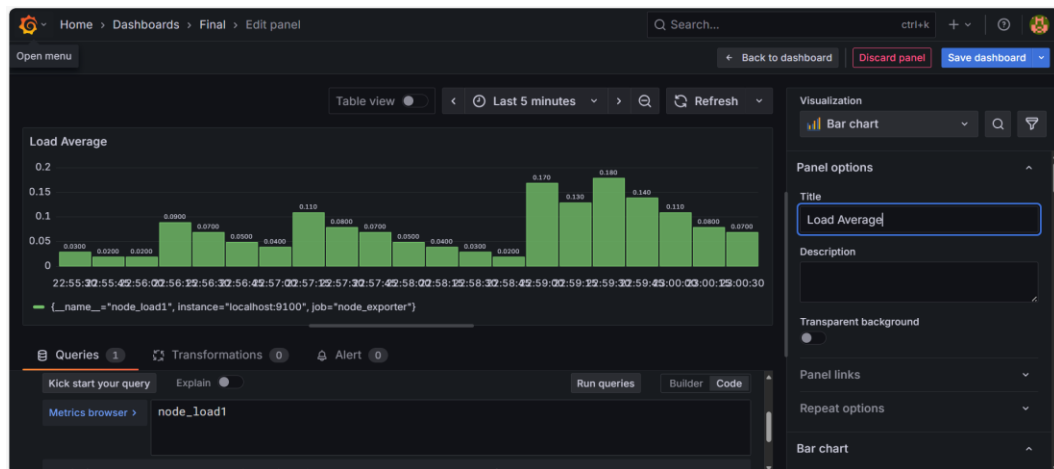 Home › Dashboards › Final › Edit panel
Search...
ctrl+k
Open menu
Back to dashboard
Discard panel
Save dashboard
Table view
Last 5 minutes
Refresh
Load Average
0.2
0.15
0.1
0.05
0
0.0300 0.0200 0.0200 0.0900 0.0700 0.0500 0.0400 0.110 0.0800 0.0700 0.0500 0.0400 0.0300 0.0200 0.170 0.130 0.180 0.140 0.110 0.0800 0.0700
{__name__="node_load1", instance="localhost:9100", job="node_exporter"}
Queries 1
Transformations 0
Alert 0
Kick start your query
Explain
Run queries
Builder
Code
Metrics browser >
node_load1
Visualization
Bar chart
Panel options
Title
Load Average
Description
Transparent background
Panel links
Repeat options
Bar chart